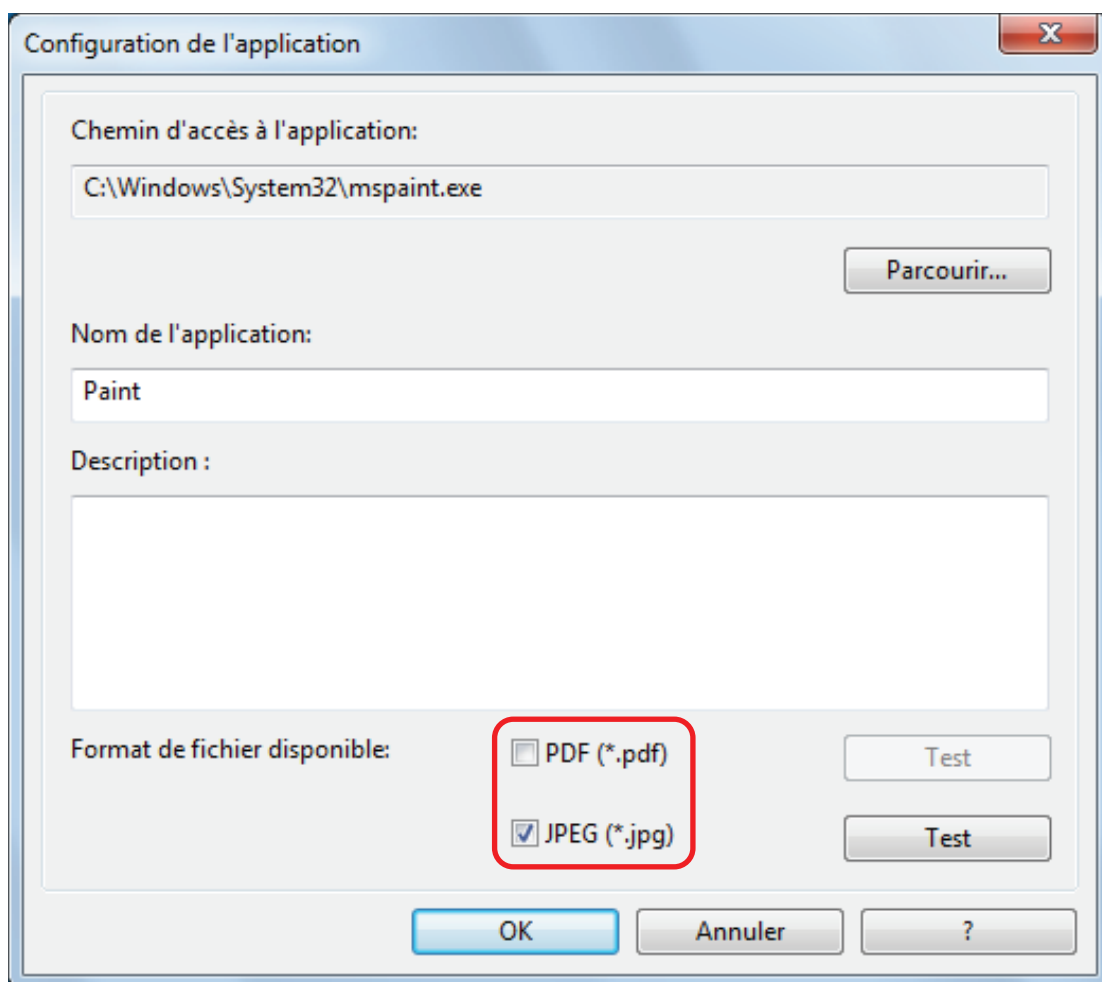 Configuration de l'application
Chemin d'accès à l'application:
C:\Windows\System32\mspaint.exe
Parcourir...
Nom de l'application:
Paint
Description :
Format de fichier disponible:
PDF (*.pdf)
Test
JPEG (*.jpg)
Test
OK
Annuler
?